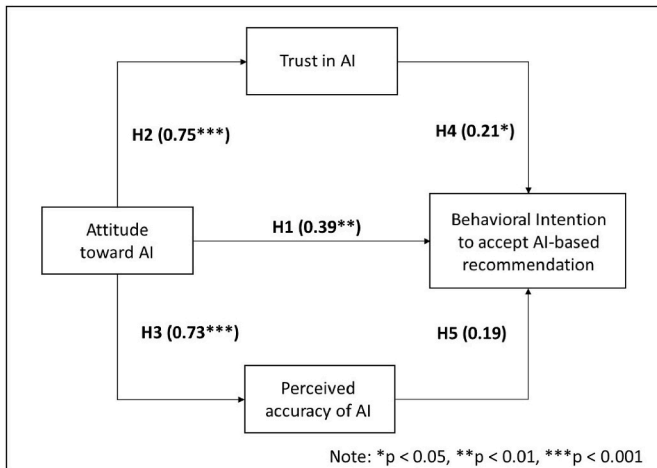 Trust in AI
H2 (0.75***)
H4 (0.21*)
Attitude
toward AI
H1 (0.39**)
Behavioral Intention
to accept AI-based
recommendation
H3 (0.73***)
H5 (0.19)
Perceived
accuracy of AI
Note: *p < 0.05, **p < 0.01, ***p < 0.001